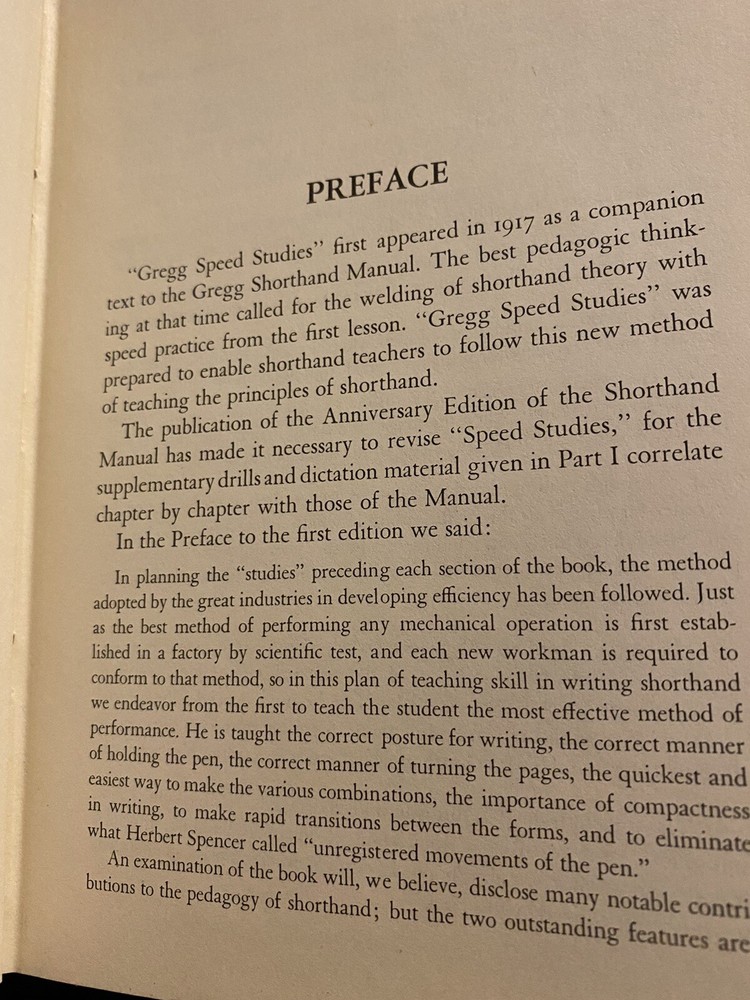 PREFACE
“Gregg Speed Studies” first appeared in 1917 as a companion
text to the Gregg Shorthand Manual. The best pedagogic think-
ing at that time called for the welding of shorthand theory with
speed practice from the first lesson. “Gregg Speed Studies” was
prepared to enable shorthand teachers to follow this new method
of teaching the principles of shorthand.
The publication of the Anniversary Edition of the Shorthand
Manual has made it necessary to revise “Speed Studies,” for the
supplementary drills and dictation material given in Part I correlate
chapter by chapter with those of the Manual.
In the Preface to the first edition we said:
In planning the “studies” preceding each section of the book, the method
adopted by the great industries in developing efficiency has been followed. Just
as the best method of performing any mechanical operation is first estab-
lished in a factory by scientific test, and each new workman is required to
conform to that method, so in this plan of teaching skill in writing shorthand
we endeavor from the first to teach the student the most effective method of
performance. He is taught the correct posture for writing, the correct manner
of holding the pen, the correct manner of turning the pages, the quickest and
easiest way to make the various combinations, the importance of compactness
in writing, to make rapid transitions between the forms, and to eliminate
what Herbert Spencer called “unregistered movements of the pen.”
An examination of the book will, we believe, disclose many notable contri
butions to the pedagogy of shorthand; but the two outstanding features are